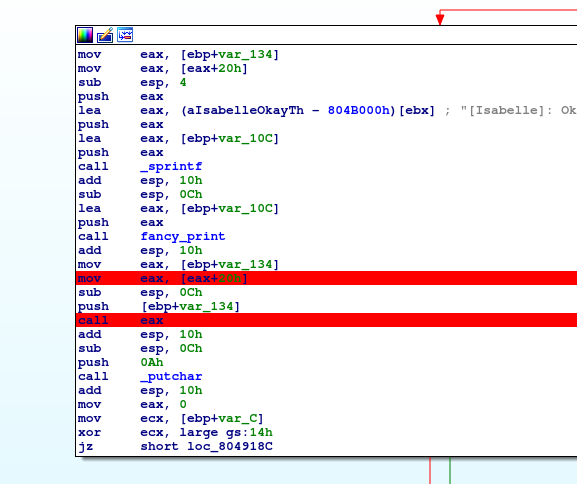 mov eax, [ebp+var_134]
mov eax, [eax+20h]
sub esp, 4
push eax
lea eax, (aIsabelleOkayTh - 804B000h)[ebx] ; "[Isabelle]: Ok
push eax
lea eax, [ebp+var_10C]
push eax
call _sprintf
add esp, 10h
sub esp, 0Ch
lea eax, [ebp+var_10C]
push eax
call fancy_print
add esp, 10h
mov eax, [ebp+var_134]
mov eax, [eax+20h]
sub esp, 0Ch
push [ebp+var_134]
call eax
add esp, 10h
sub esp, 0Ch
push 0Ah
call _putchar
add esp, 10h
mov eax, 0
mov ecx, [ebp+var_C]
xor ecx, large gs:14h
jz short loc_804918C